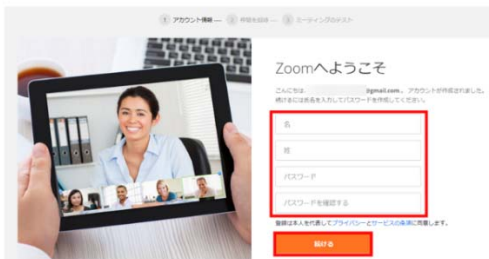 1 アカウント情報 — 2 仲間を招待 — 3 ミーティングのテスト
Zoomへようこそ
こんにちは、 @gmail.com 。 アカウントが作成されました。
続けるには氏名を入力してパスワードを作成してください。
名
姓
パスワード
パスワードを確認する
登録は本人を代表してプライバシーとサービスの条項に同意します。
続ける